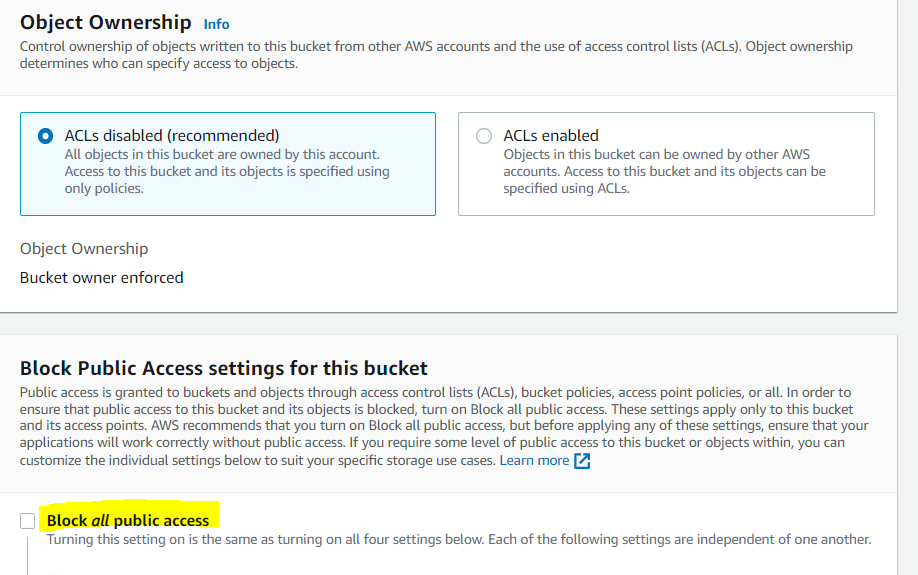 Object Ownership Info
Control ownership of objects written to this bucket from other AWS accounts and the use of access control lists (ACLs). Object ownership
determines who can specify access to objects.
ACLs disabled (recommended)
All objects in this bucket are owned by this account.
Access to this bucket and its objects is specified using
only policies.
ACLs enabled
Objects in this bucket can be owned by other AWS
accounts. Access to this bucket and its objects can be
specified using ACLs.
Object Ownership
Bucket owner enforced
Block Public Access settings for this bucket
Public access is granted to buckets and objects through access control lists (ACLs), bucket policies, access point policies, or all. In order to
ensure that public access to this bucket and its objects is blocked, turn on Block all public access. These settings apply only to this bucket
and its access points. AWS recommends that you turn on Block all public access, but before applying any of these settings, ensure that your
applications will work correctly without public access. If you require some level of public access to this bucket or objects within, you can
customize the individual settings below to suit your specific storage use cases. Learn more
Block all public access
Turning this setting on is the same as turning on all four settings below. Each of the following settings are independent of one another.